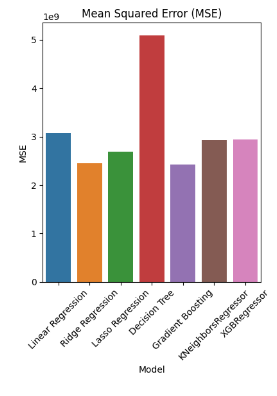 Mean Squared Error (MSE)
1e9
5
4
3
2
1
0
MSE
Linear Regression
Ridge Regression
Lasso Regression
Decision Tree
Gradient Boosting
KNeighborsRegressor
XGBRegressor
Model